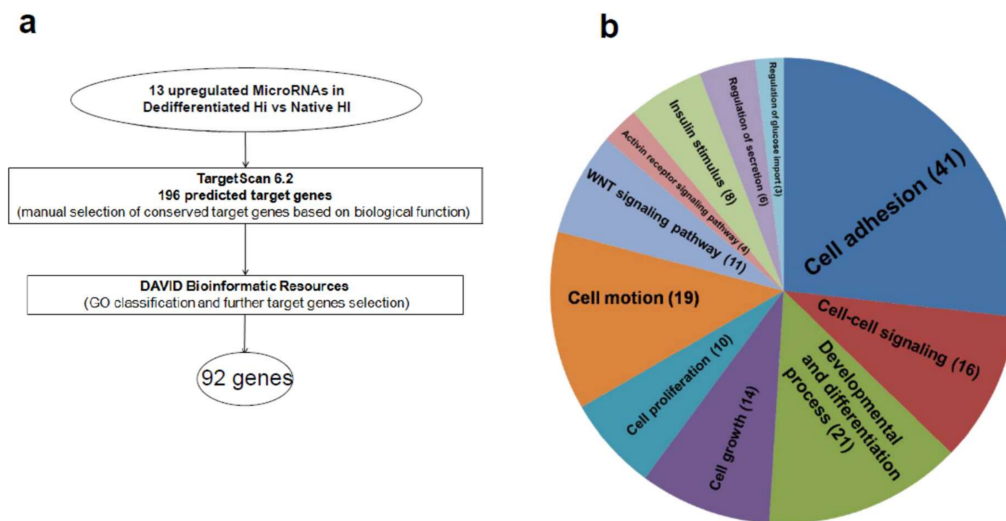 a
13 upregulated MicroRNAs in
Dedifferentiated Hi vs Native HI
TargetScan 6.2
196 predicted target genes
(manual selection of conserved target genes based on biological function)
DAVID Bioinformatic Resources
(GO classification and further target genes selection)
92 genes
b
Cell adhesion (41)
Cell-cell signaling (16)
Developmental
and differentiation
process (21)
Cell growth (14)
Cell proliferation (10)
Cell motion (19)
WNT signaling pathway (11)
Activin receptor signaling pathway (4)
Insulin stimulus (8)
Regulation of secretion (6)
Regulation of glucose import (3)